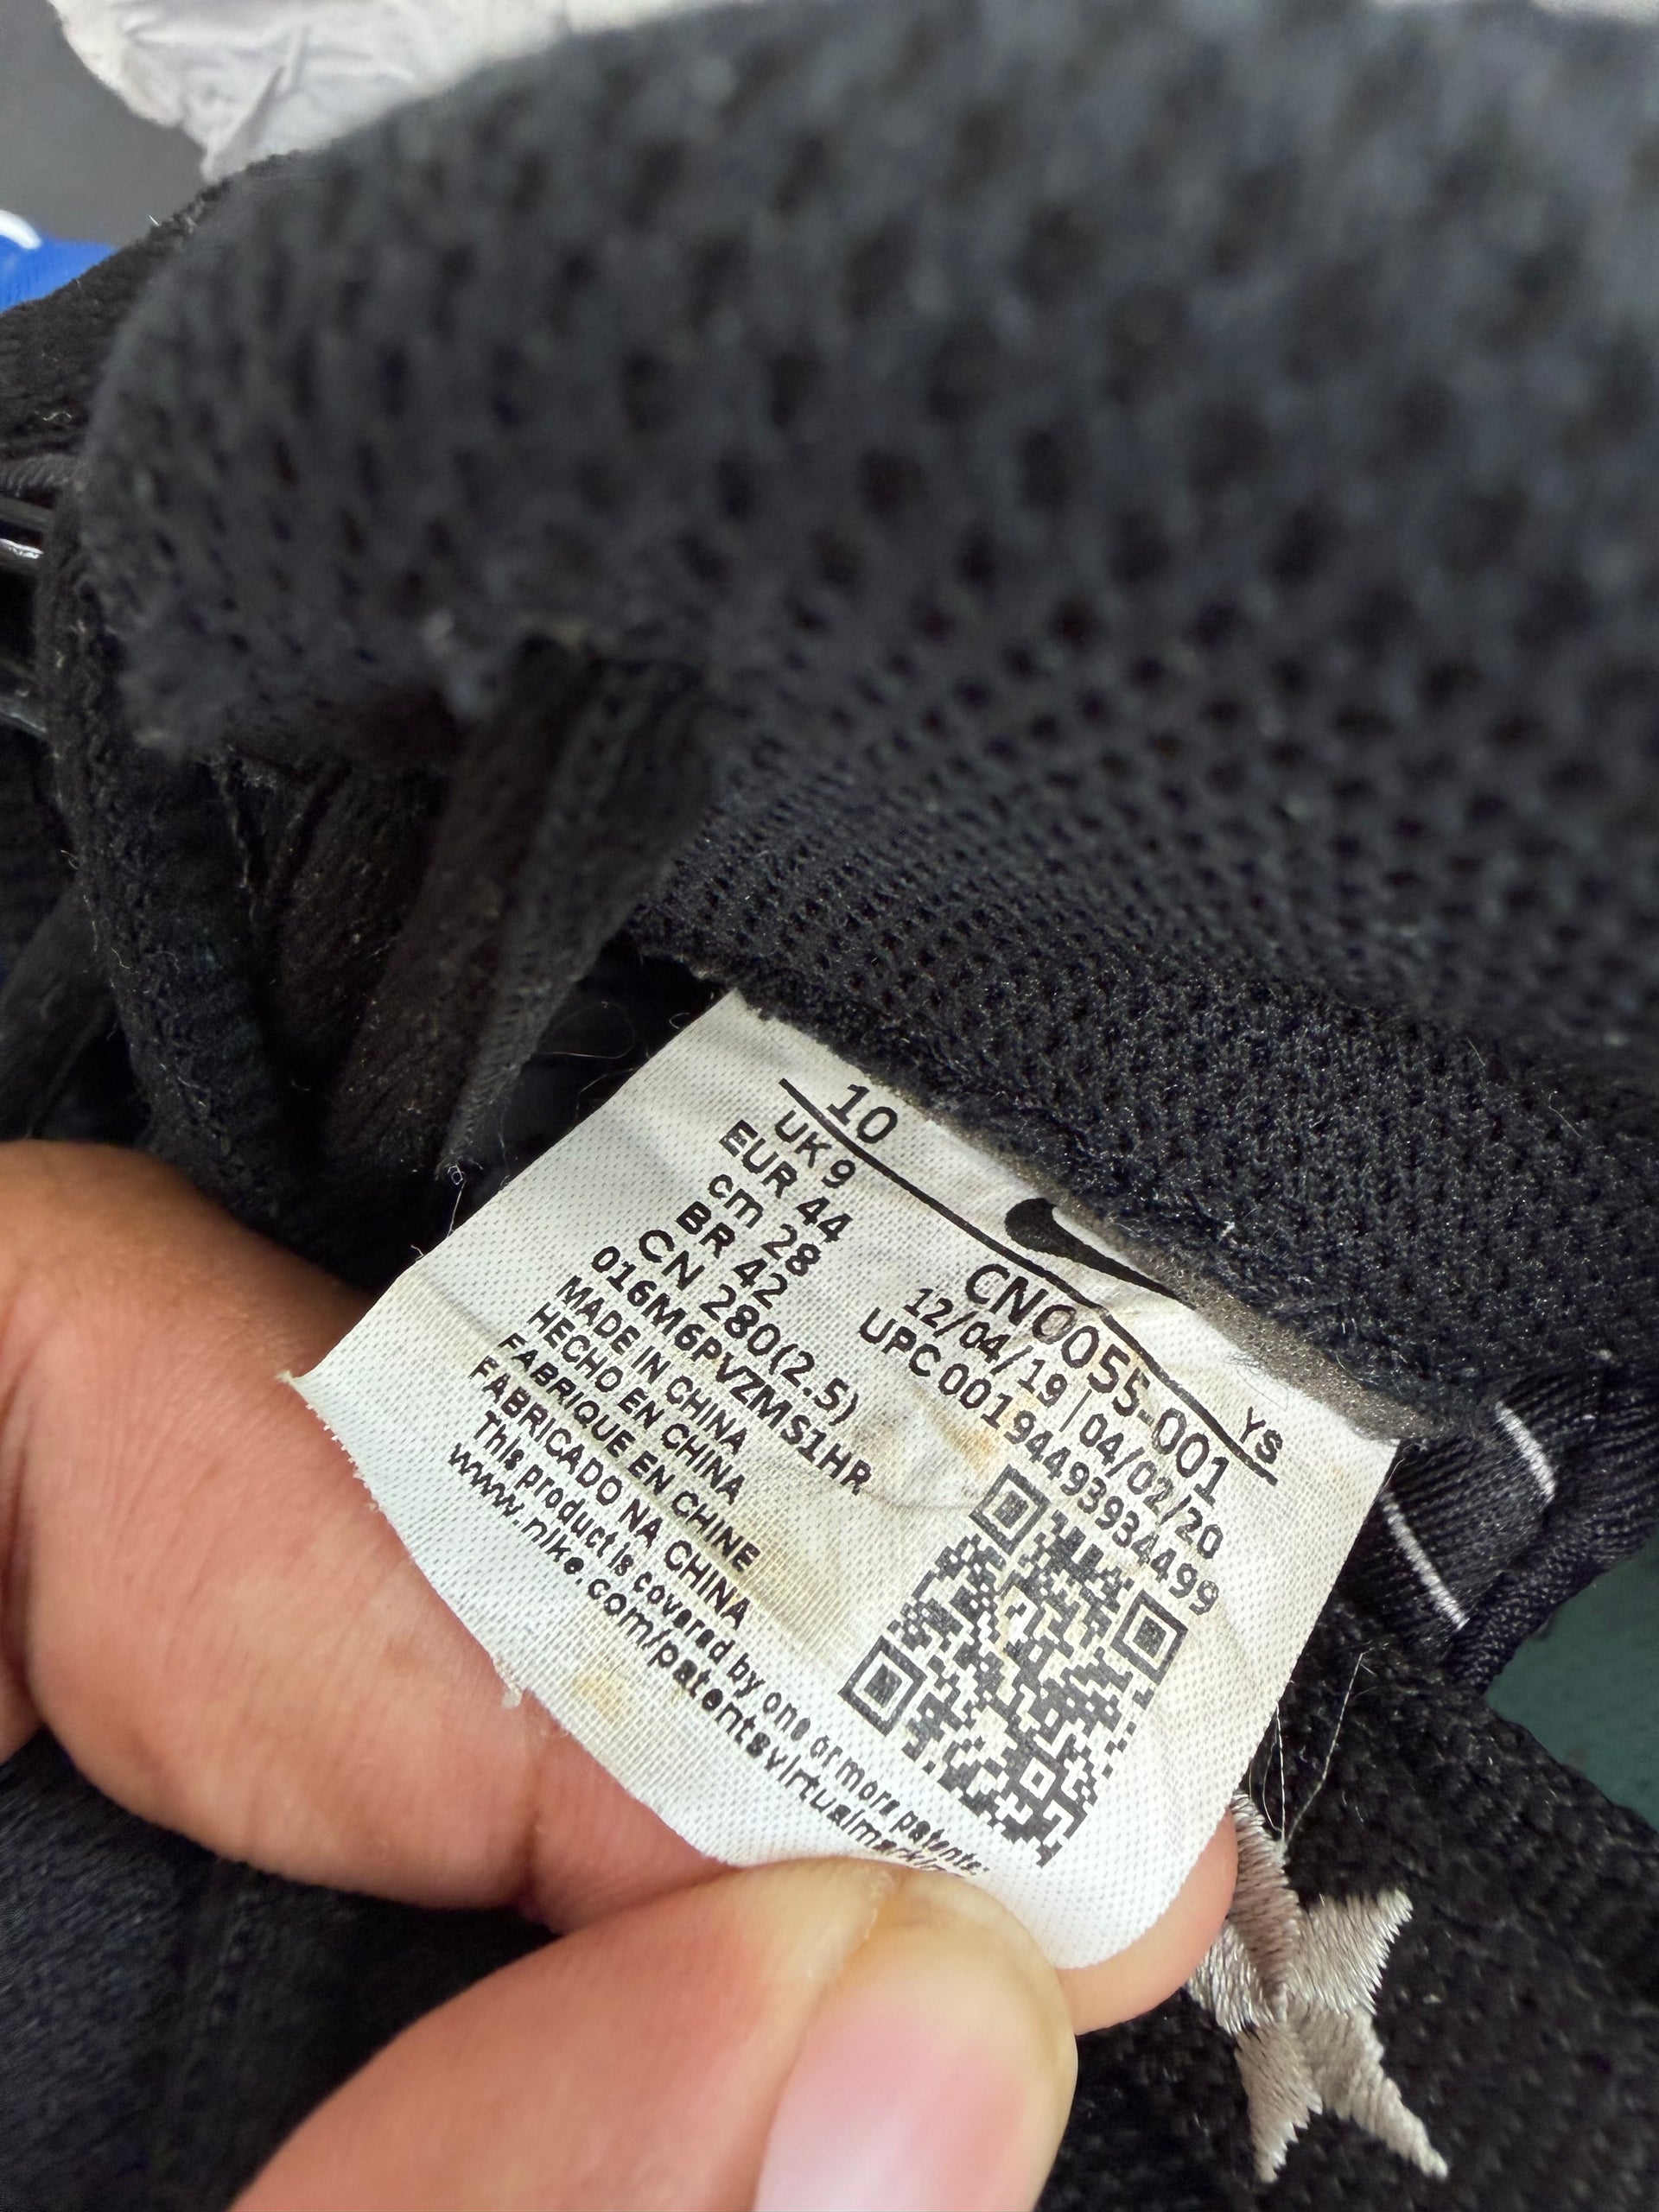 10
UK 9
EUR 44
cm 28
BR 42
CN 280(2.5)
016M6PVZMS1HR
MADE IN CHINA
HECHO EN CHINA
FABRIQUE EN CHINE
FABRICADO NA CHINA
This product is covered by one or more patents:
www.nike.com/patentsvirtualmarking
YS
CN0055-001
12/04/19 | 04/02/20
UPC 00194493934499